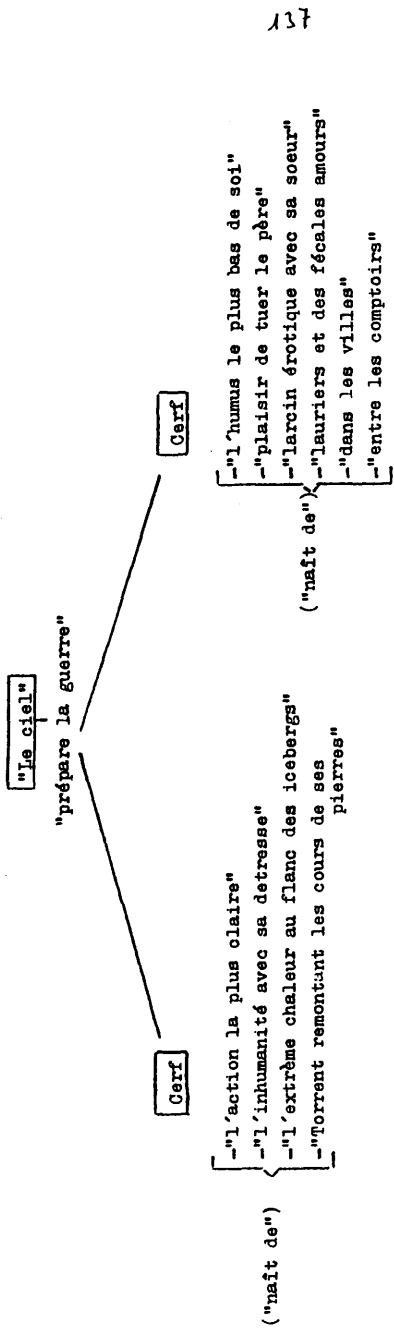 137
"Le ciel"
"prépare la guerre"
Cerf
Cerf
("naît de")
-"l'action la plus claire"
-"l'inhumanité avec sa detresse"
-"l'extrême chaleur au flanc des icebergs"
-"Torrent remontant les cours de ses
pierres"
("naît de")
-"l'humus le plus bas de soi"
-"plaisir de tuer le père"
-"larcin érotique avec sa soeur"
-"lauriers et des fécales amours"
-"dans les villes"
-"entre les comptoirs"